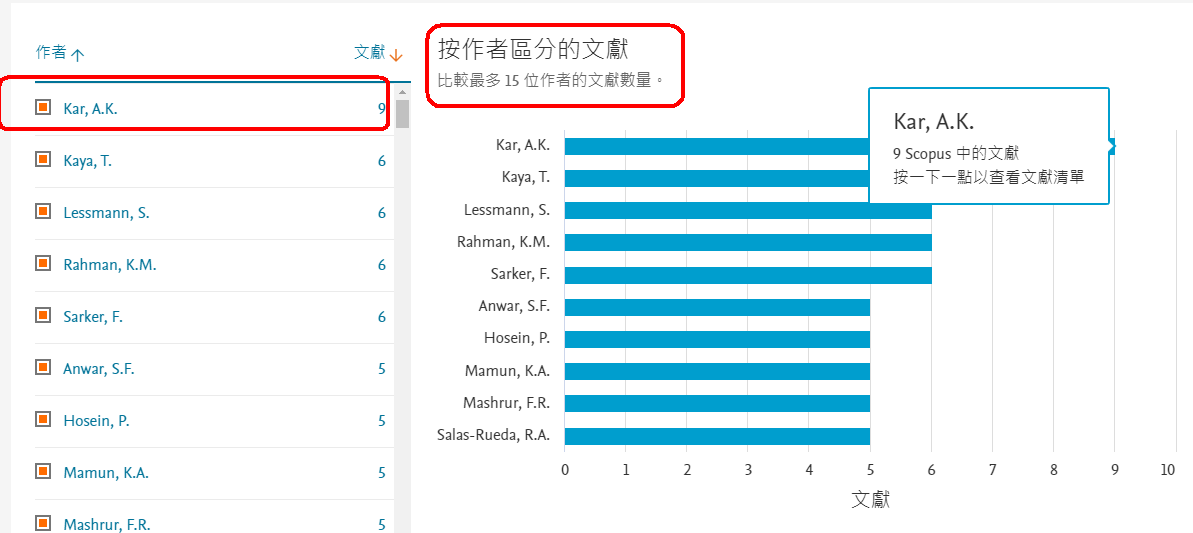 作者 文獻
Kar, A.K. 9
Kaya, T. 6
Lessmann, S. 6
Rahman, K.M. 6
Sarker, F. 6
Anwar, S.F. 5
Hosein, P. 5
Mamun, K.A. 5
Mashrur, F.R. 5
按作者區分的文獻
比較最多 15 位作者的文獻數量。
Kar, A.K.
9 Scopus 中的文獻
按一下一點以查看文獻清單
Kar, A.K.
Kaya, T.
Lessmann, S.
Rahman, K.M.
Sarker, F.
Anwar, S.F.
Hosein, P.
Mamun, K.A.
Mashrur, F.R.
Salas-Rueda, R.A.
0 1 2 3 4 5 6 7 8 9 10
文獻